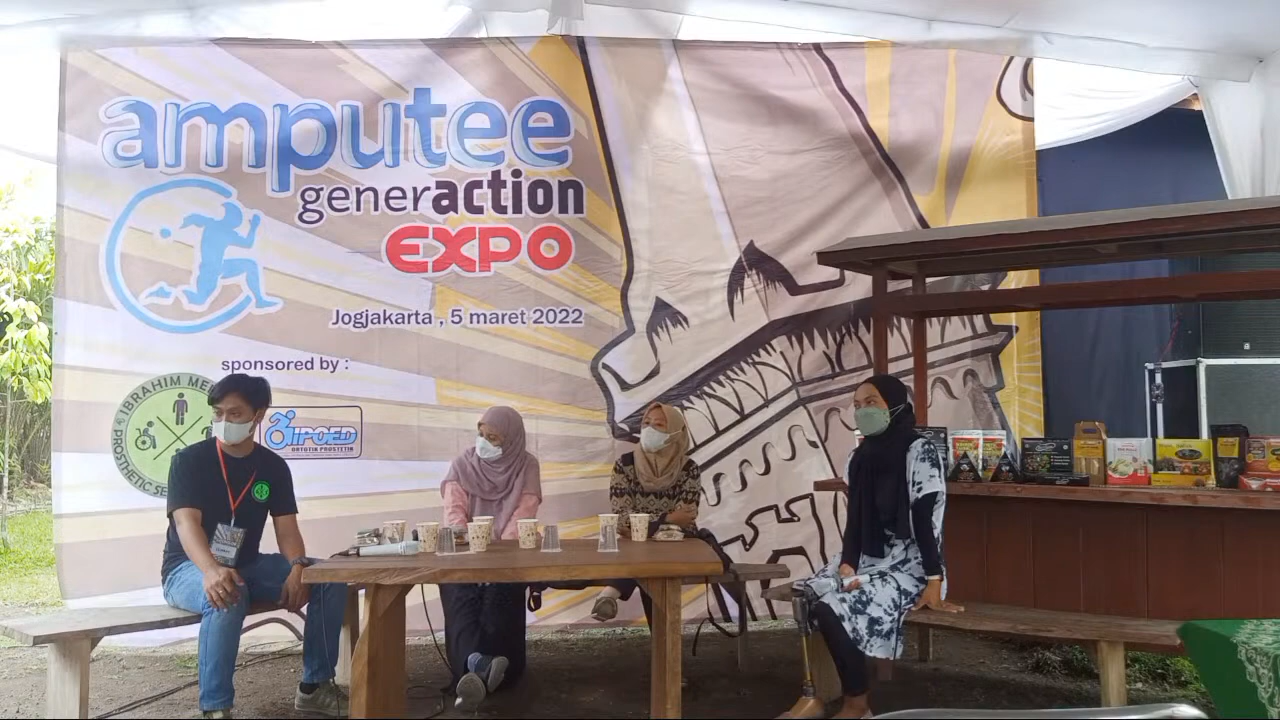 amputee
generaction
EXPO
Jogjakarta , 5 maret 2022
sponsored by :
IBRAHIM
PROSTHETIC
IPOED
ORTOTIK PROSTETIK